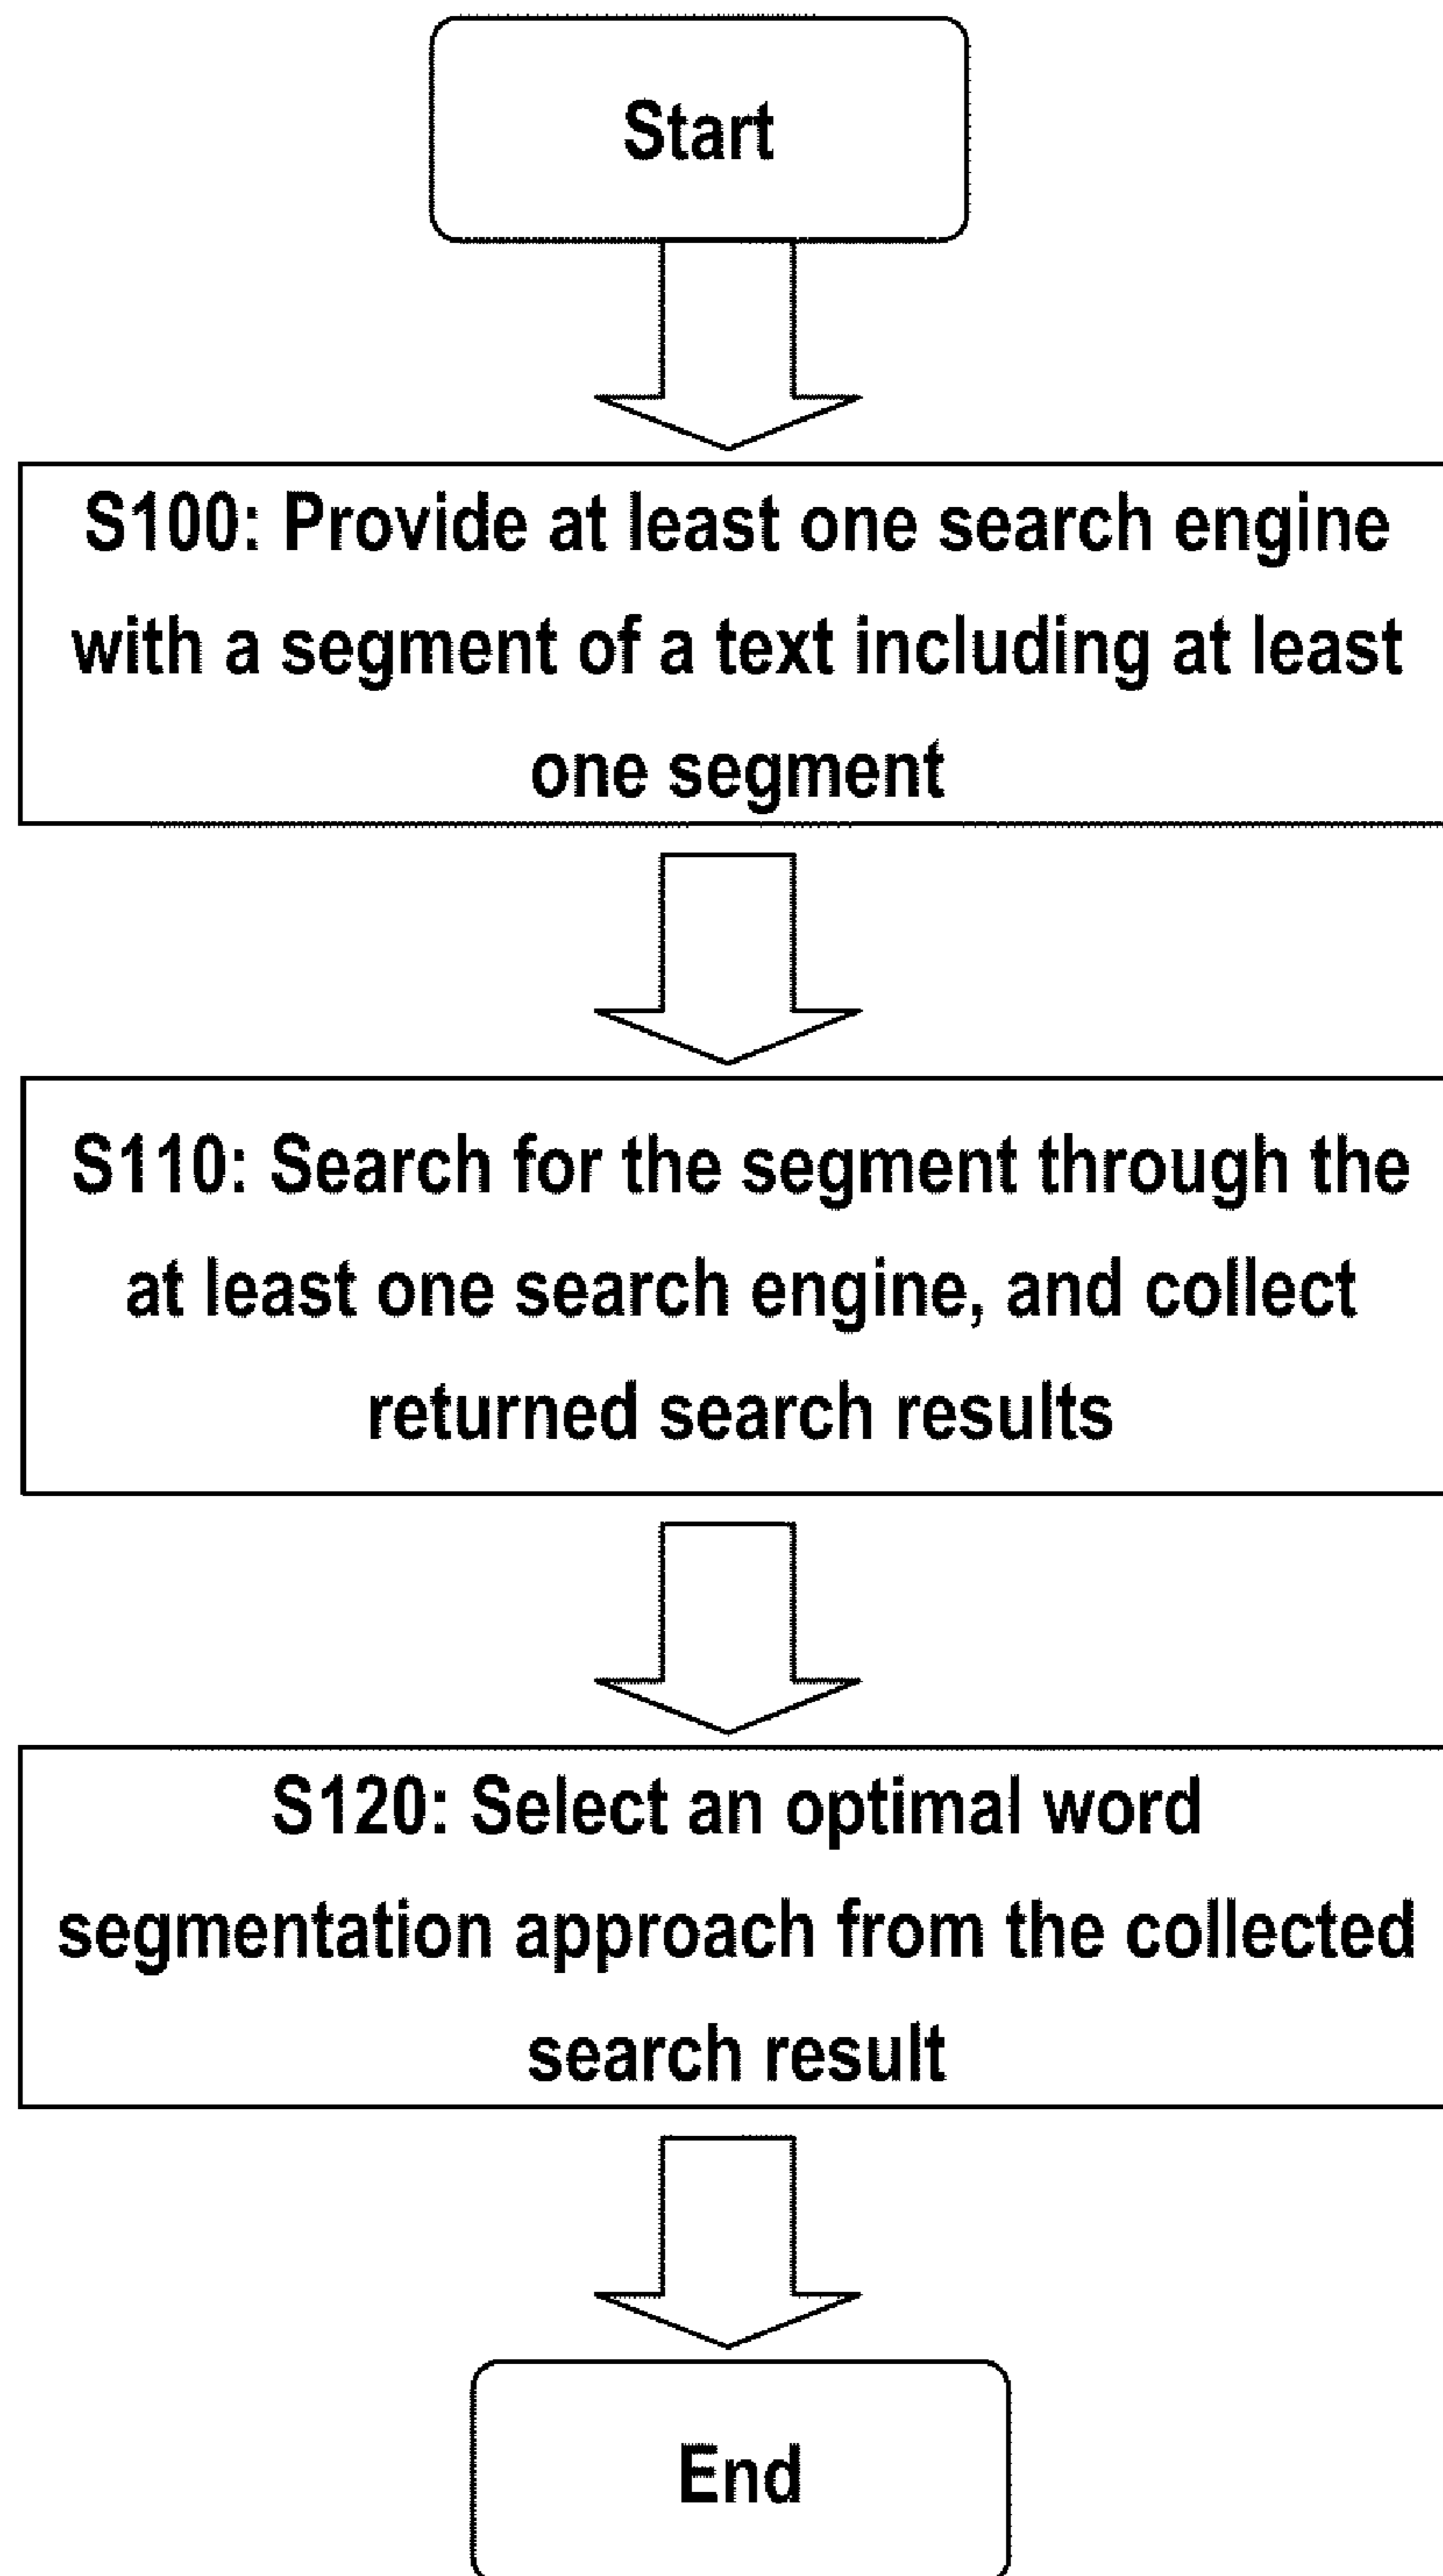 Start
S100: Provide at least one search engine
with a segment of a text including at least
one segment
S110: Search for the segment through the
at least one search engine, and collect
returned search results
S120: Select an optimal word
segmentation approach from the collected
search result
End